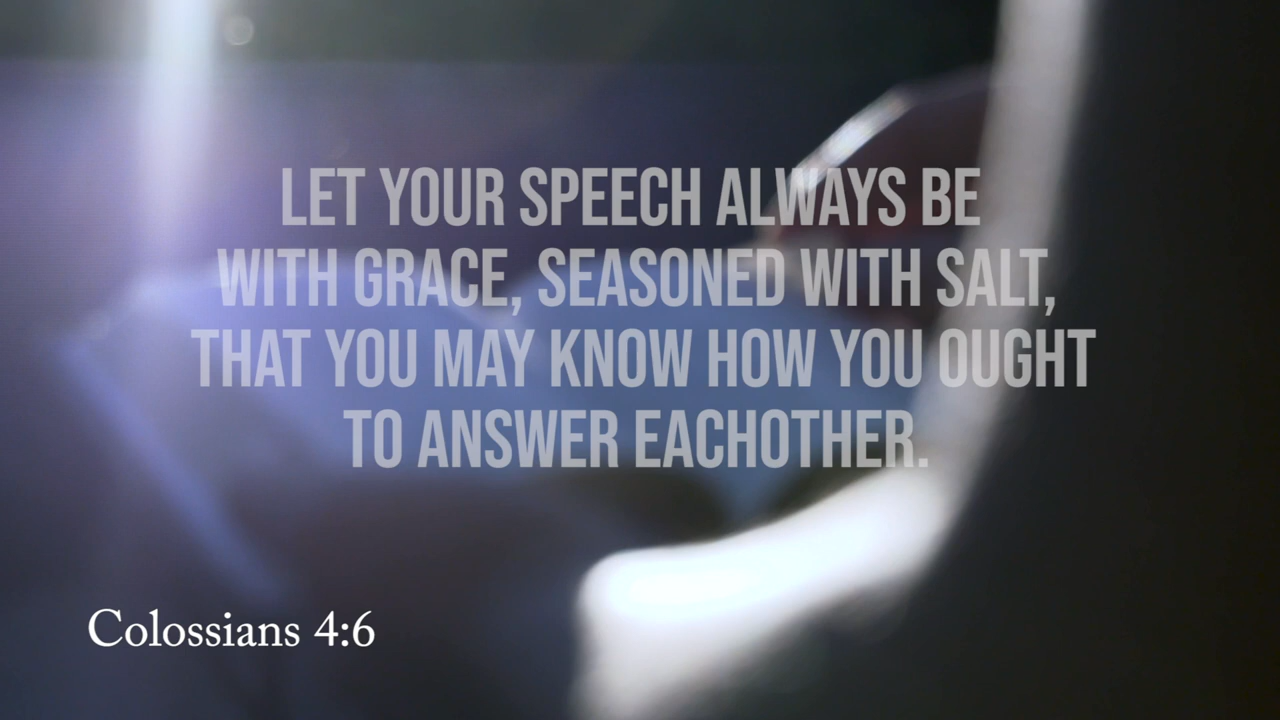 LET YOUR SPEECH ALWAYS BE
WITH GRACE, SEASONED WITH SALT,
THAT YOU MAY KNOW HOW YOU OUGHT
TO ANSWER EACHOTHER.
Colossians 4:6